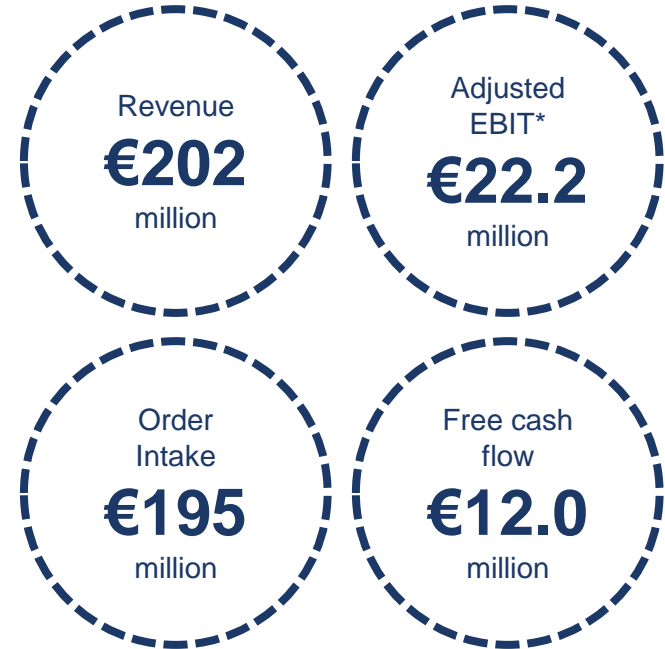 Revenue
€202
million
Adjusted
EBIT*
€22.2
million
Order
Intake
€195
million
Free cash
flow
€12.0
million